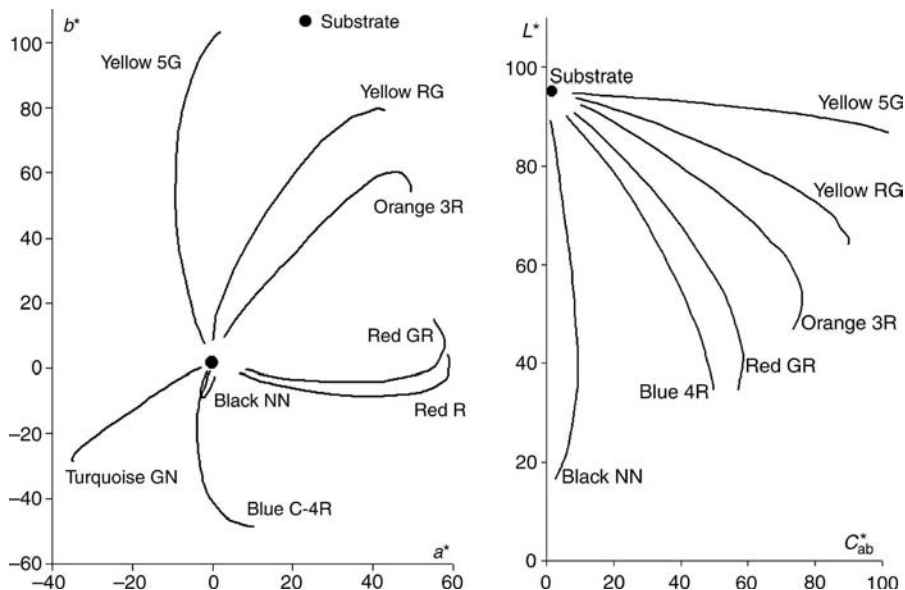 b*
Substrate
100
80
60
40
20
0
−20
−40
−60
−40
−20
0
20
40
60
a*
Yellow 5G
Yellow RG
Orange 3R
Red GR
Red R
Black NN
Turquoise GN
Blue C-4R
L*
100
80
60
40
20
0
0
20
40
60
80
100
C*ab
Substrate
Yellow 5G
Yellow RG
Orange 3R
Red GR
Blue 4R
Black NN